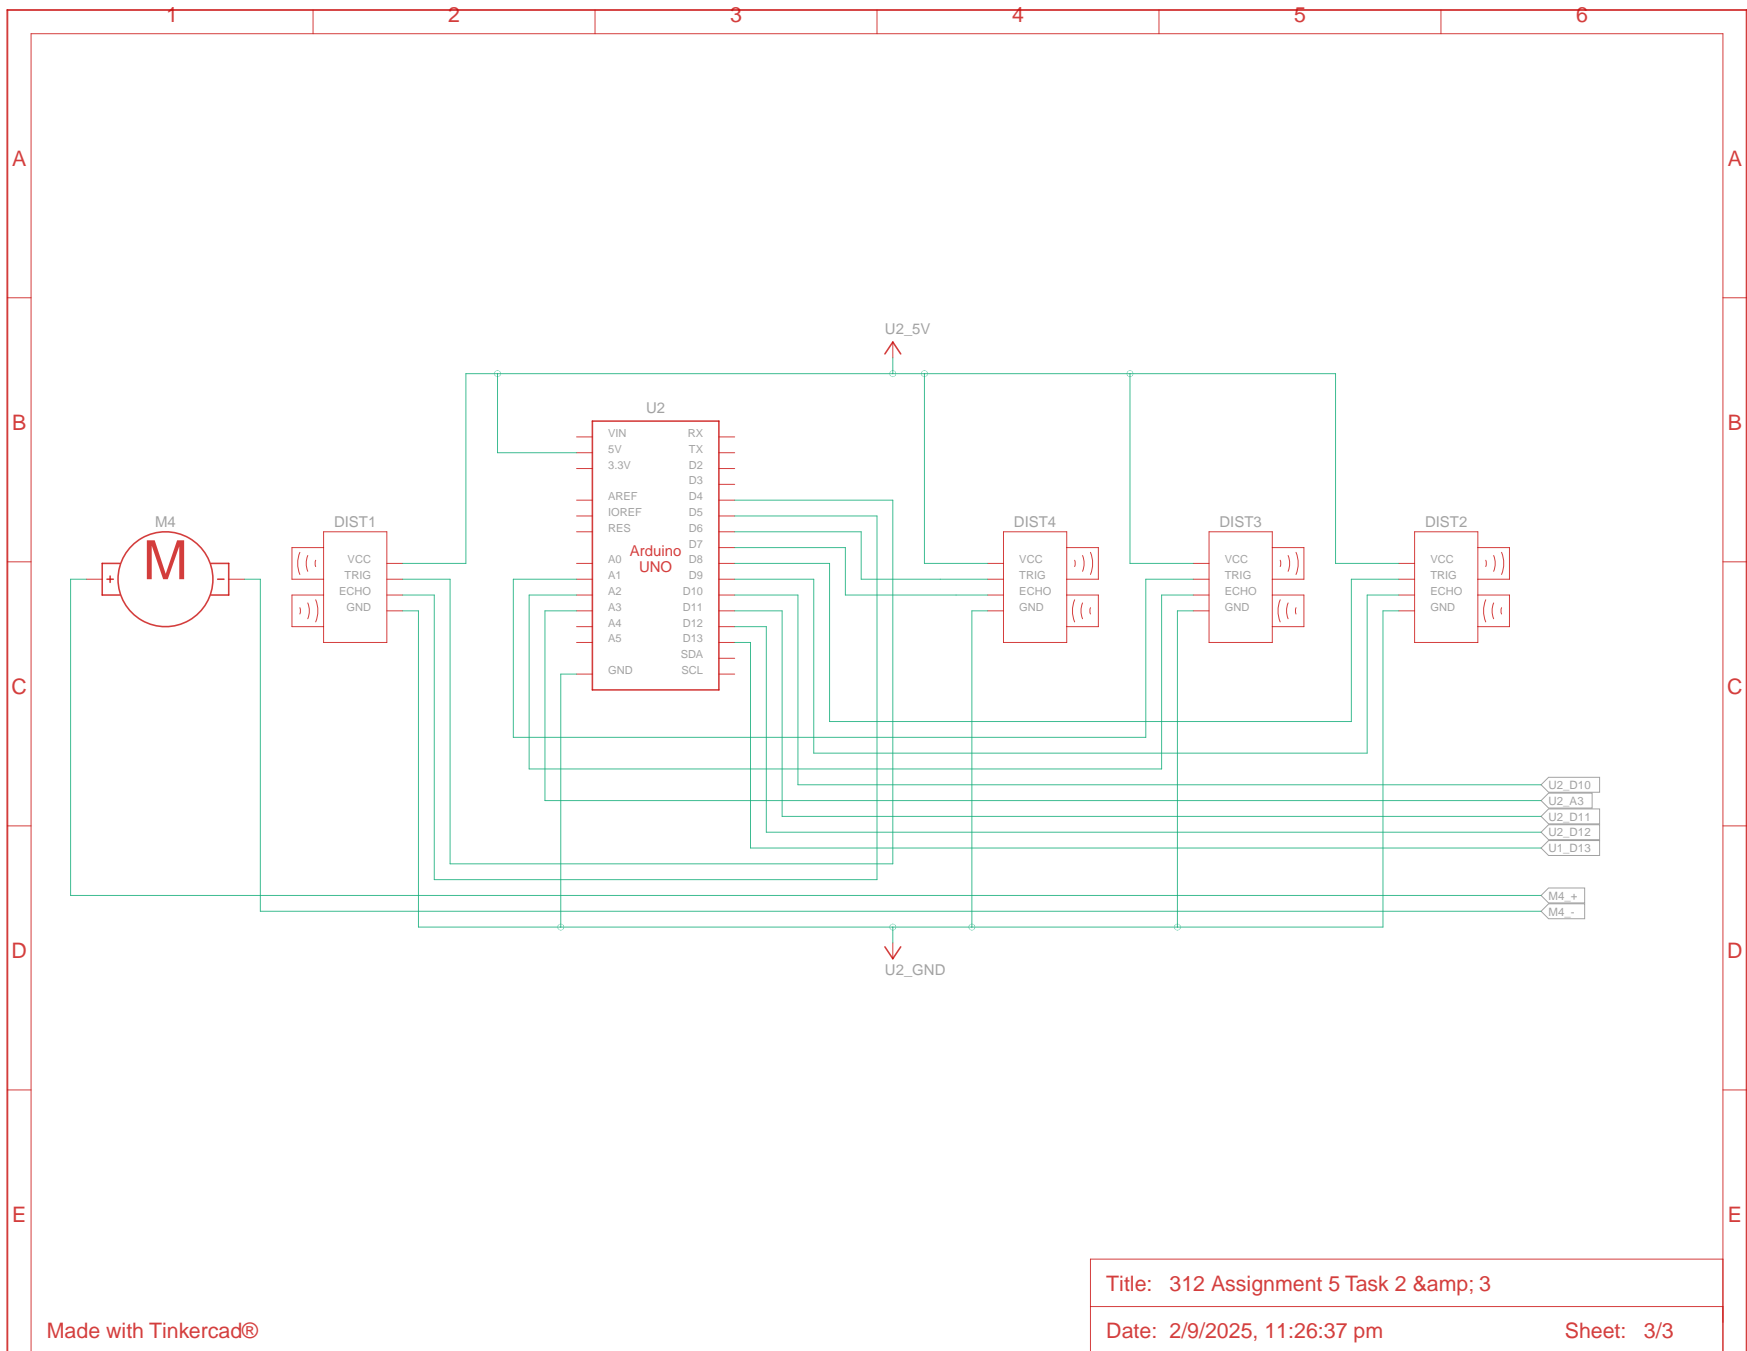 1 2 3 4 5 6
A A
U2_5V
B B
U2
VIN RX
5V TX
3.3V D2
D3
AREF D4
IOREF D5
RES D6
D7
A0 D8
A1 D9
A2 D10
A3 D11
A4 D12
A5 D13
SDA
GND SCL
Arduino
UNO
M4
M
+ -
DIST1
VCC
TRIG
ECHO
GND
DIST4
VCC
TRIG
ECHO
GND
DIST3
VCC
TRIG
ECHO
GND
DIST2
VCC
TRIG
ECHO
GND
C C
U2_D10
U2_A3
U2_D11
U2_D12
U1_D13
M4_+
M4_-
D D
U2_GND
E E
Title: 312 Assignment 5 Task 2 &amp; 3
Made with Tinkercad®
Date: 2/9/2025, 11:26:37 pm Sheet: 3/3